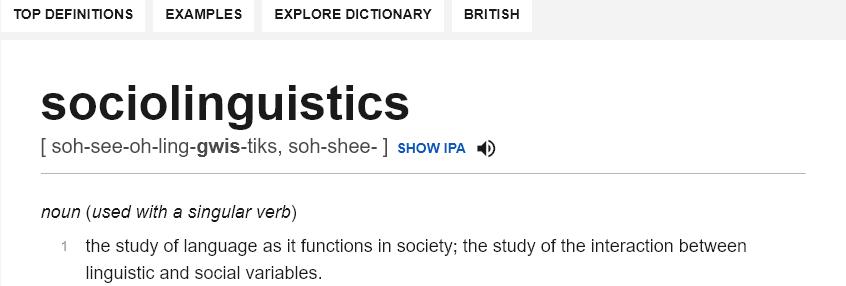 TOP DEFINITIONS EXAMPLES EXPLORE DICTIONARY BRITISH
sociolinguistics
[ soh-see-oh-ling-gwis-tiks, soh-shee- ] SHOW IPA
noun (used with a singular verb)
1 the study of language as it functions in society; the study of the interaction between
linguistic and social variables.